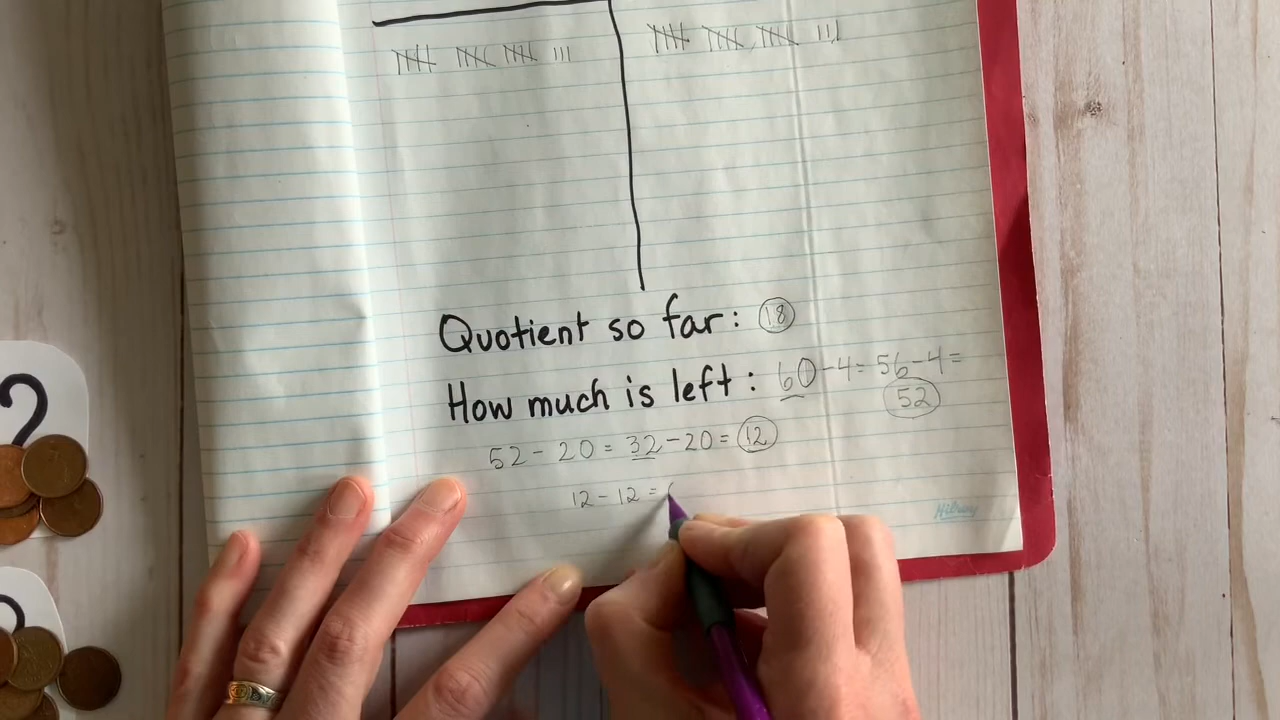 Quotient so far: 18
How much is left: 60-4=56-4=
52
52-20=32-20=12
12-12=
Hilroy
?
?